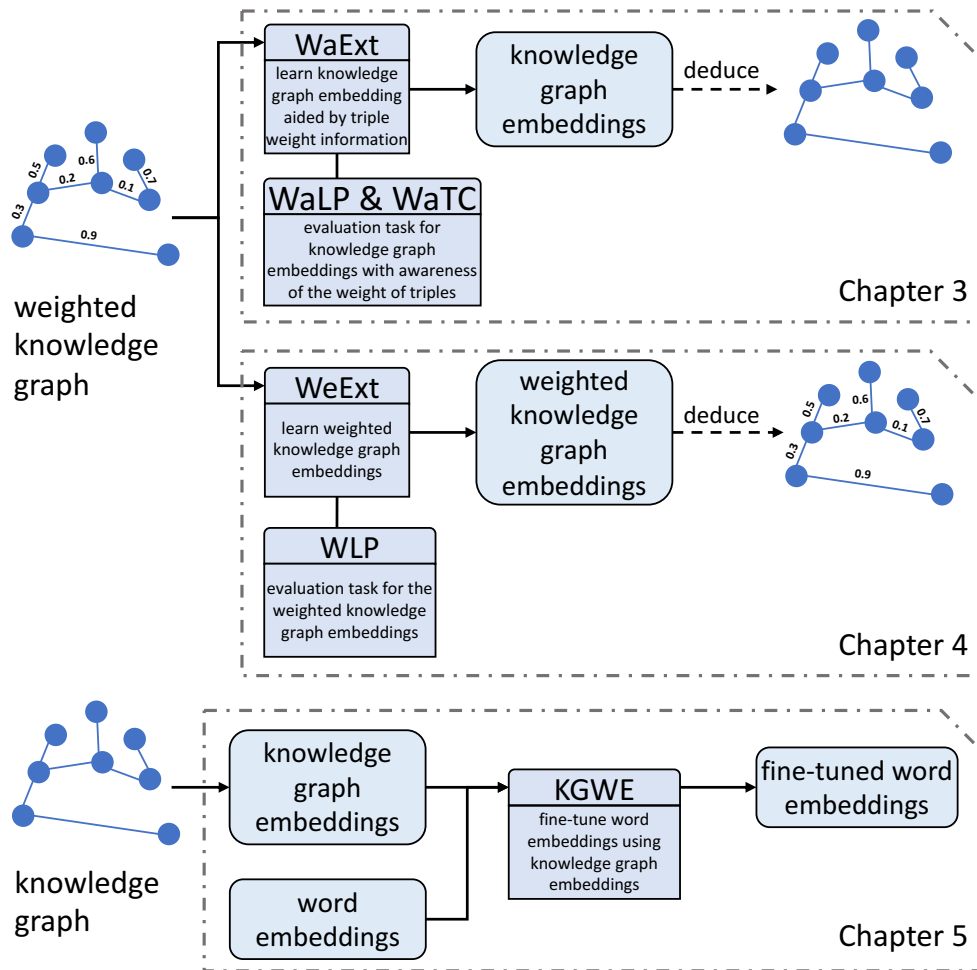 WaExt
learn knowledge
graph embedding
aided by triple
weight information
knowledge
graph
embeddings
deduce
WaLP & WaTC
evaluation task for
knowledge graph
embeddings with awareness
of the weight of triples
Chapter 3
0.5
0.6
0.7
0.2
0.1
0.3
0.9
weighted
knowledge
graph
WeExt
learn weighted
knowledge graph
embeddings
weighted
knowledge
graph
embeddings
deduce
0.5
0.6
0.7
0.2
0.1
0.3
0.9
WLP
evaluation task for the
weighted knowledge
graph embeddings
Chapter 4
knowledge
graph
knowledge
graph
embeddings
word
embeddings
KGWE
fine-tune word
embeddings using
knowledge graph
embeddings
fine-tuned word
embeddings
Chapter 5